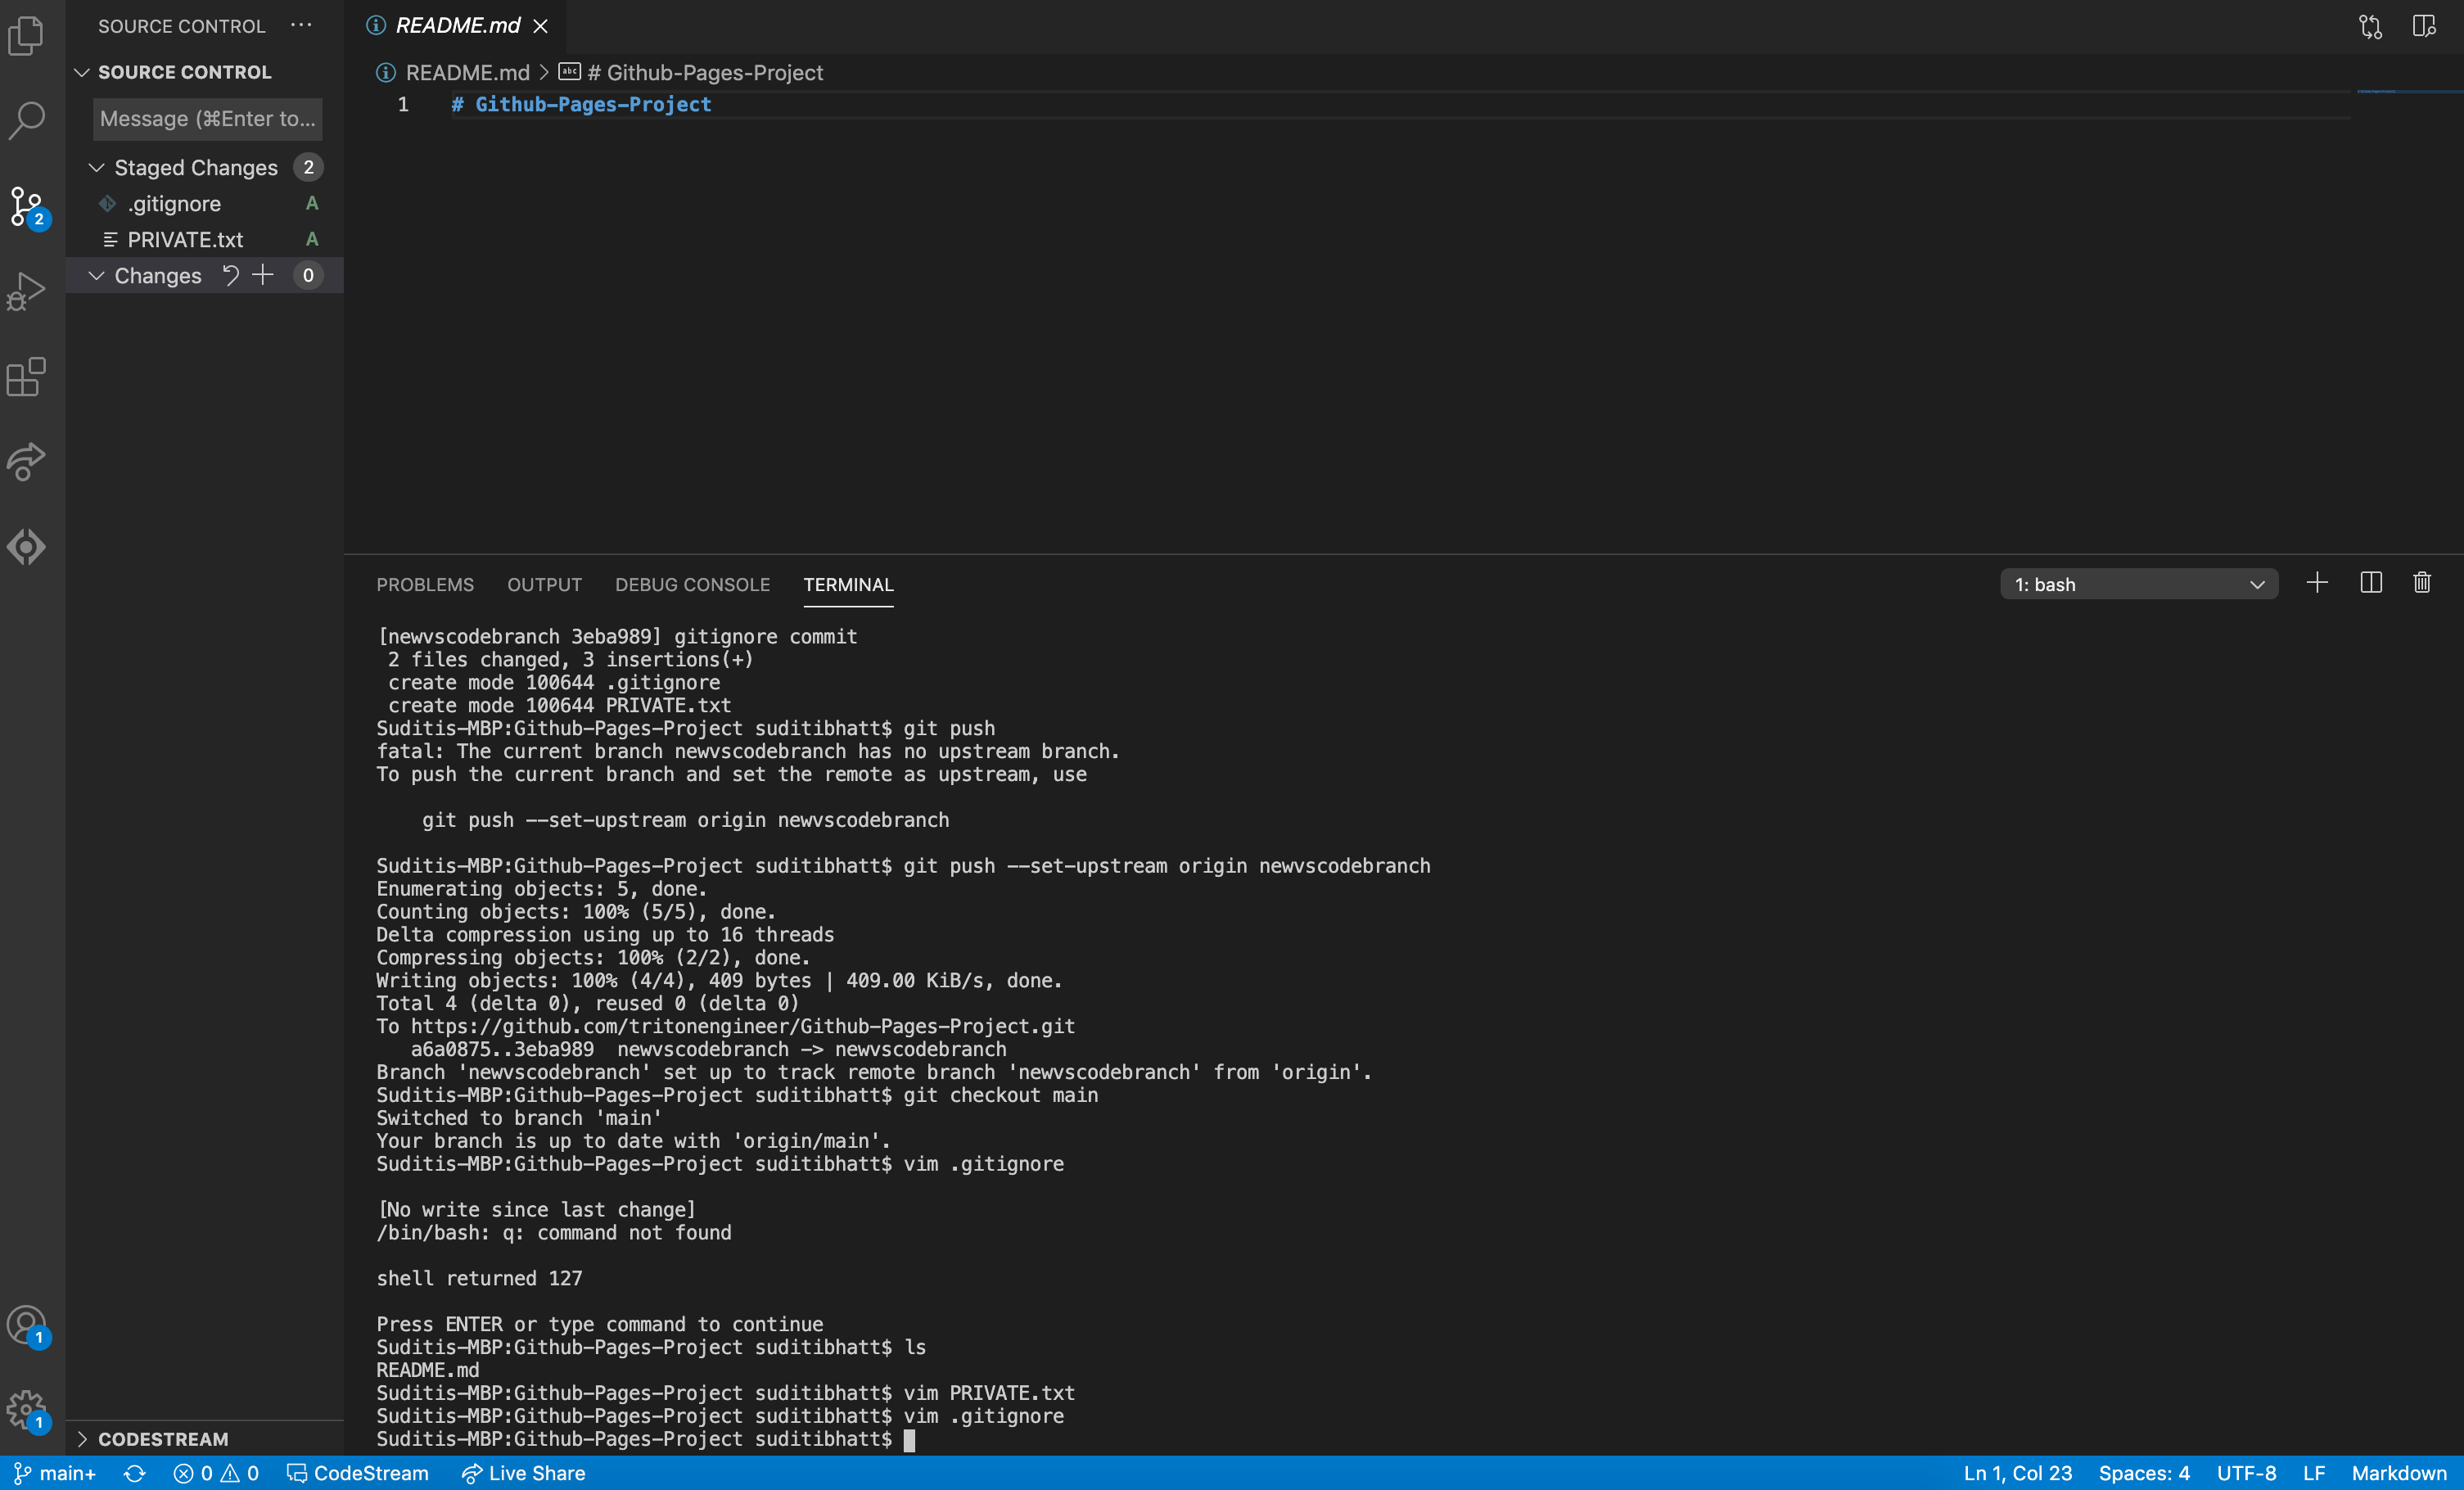 SOURCE CONTROL ...
SOURCE CONTROL
Message (⌘Enter to...
Staged Changes 2
.gitignore A
PRIVATE.txt A
Changes 0
2
1
1
CODESTREAM
README.md
README.md > abc # Github-Pages-Project
1 # Github-Pages-Project
PROBLEMS OUTPUT DEBUG CONSOLE TERMINAL
1: bash
[newvscodebranch 3eba989] gitignore commit
2 files changed, 3 insertions(+)
create mode 100644 .gitignore
create mode 100644 PRIVATE.txt
Suditis-MBP:Github-Pages-Project suditibhatt$ git push
fatal: The current branch newvscodebranch has no upstream branch.
To push the current branch and set the remote as upstream, use
git push --set-upstream origin newvscodebranch
Suditis-MBP:Github-Pages-Project suditibhatt$ git push --set-upstream origin newvscodebranch
Enumerating objects: 5, done.
Counting objects: 100% (5/5), done.
Delta compression using up to 16 threads
Compressing objects: 100% (2/2), done.
Writing objects: 100% (4/4), 409 bytes | 409.00 KiB/s, done.
Total 4 (delta 0), reused 0 (delta 0)
To https://github.com/tritonengineer/Github-Pages-Project.git
a6a0875..3eba989 newvscodebranch -> newvscodebranch
Branch 'newvscodebranch' set up to track remote branch 'newvscodebranch' from 'origin'.
Suditis-MBP:Github-Pages-Project suditibhatt$ git checkout main
Switched to branch 'main'
Your branch is up to date with 'origin/main'.
Suditis-MBP:Github-Pages-Project suditibhatt$ vim .gitignore
[No write since last change]
/bin/bash: q: command not found
shell returned 127
Press ENTER or type command to continue
Suditis-MBP:Github-Pages-Project suditibhatt$ ls
README.md
Suditis-MBP:Github-Pages-Project suditibhatt$ vim PRIVATE.txt
Suditis-MBP:Github-Pages-Project suditibhatt$ vim .gitignore
Suditis-MBP:Github-Pages-Project suditibhatt$
main+ 0 0 CodeStream Live Share Ln 1, Col 23 Spaces: 4 UTF-8 LF Markdown